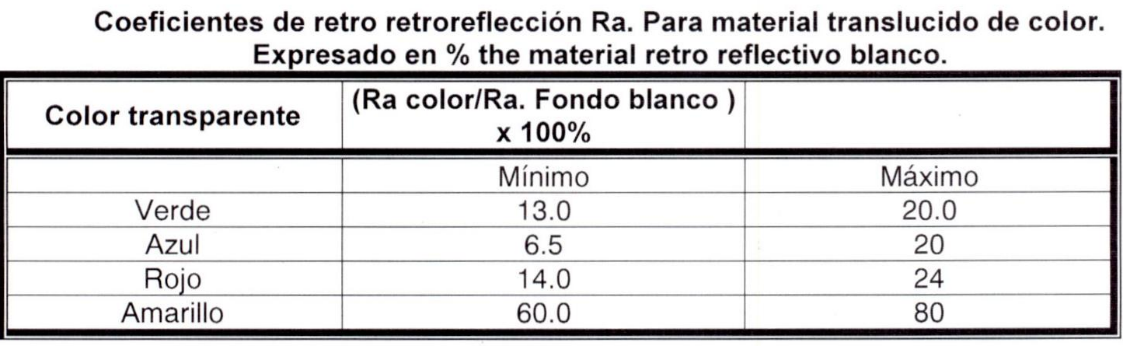 Coeficientes de retro retroreflección Ra. Para material translucido de color.
Expresado en % the material retro reflectivo blanco.
Color transparente (Ra color/Ra. Fondo blanco )
x 100%
Mínimo Máximo
Verde 13.0 20.0
Azul 6.5 20
Rojo 14.0 24
Amarillo 60.0 80